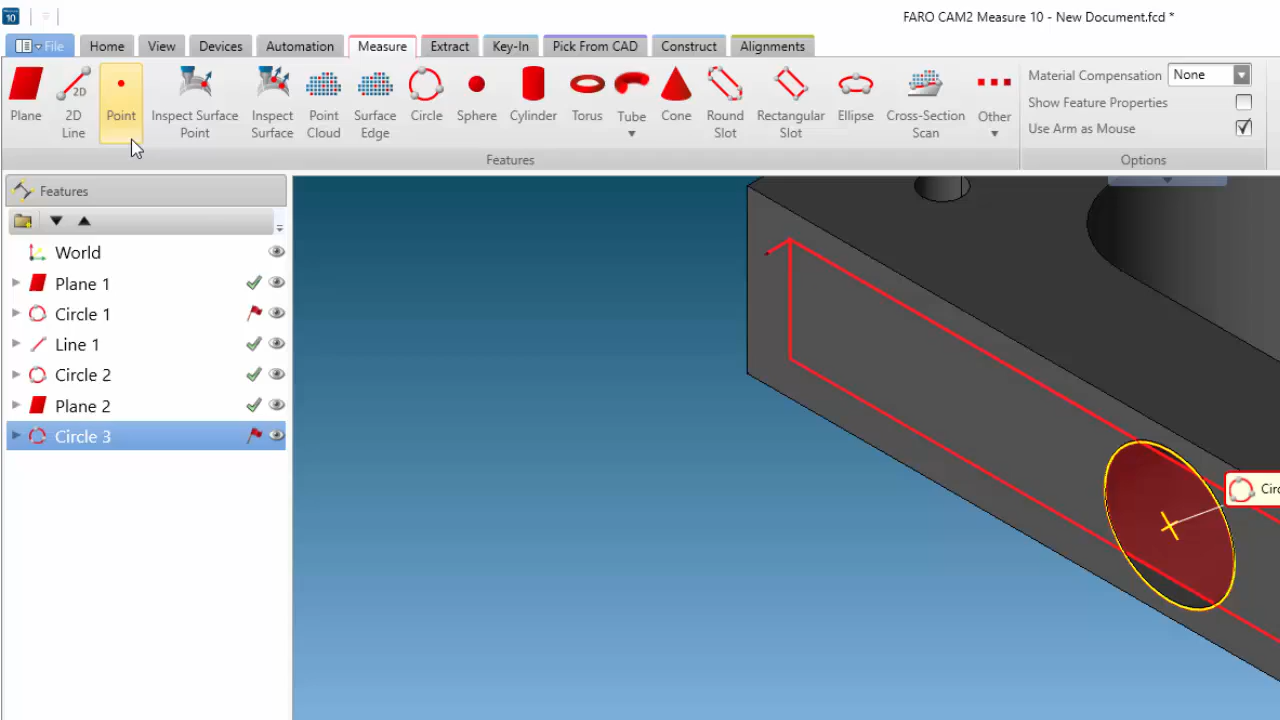 10
FARO CAM2 Measure 10 - New Document.fcd *
File
Home
View
Devices
Automation
Measure
Extract
Key-In
Pick From CAD
Construct
Alignments
Plane
2D
2D
Line
Point
Inspect Surface
Point
Inspect
Surface
Point
Cloud
Surface
Edge
Circle
Sphere
Cylinder
Torus
Tube
Cone
Round
Slot
Rectangular
Slot
Ellipse
Cross-Section
Scan
Other
Material Compensation
None
Show Feature Properties
Use Arm as Mouse
Features
Options
Features
World
Plane 1
Circle 1
Line 1
Circle 2
Plane 2
Circle 3
Circ